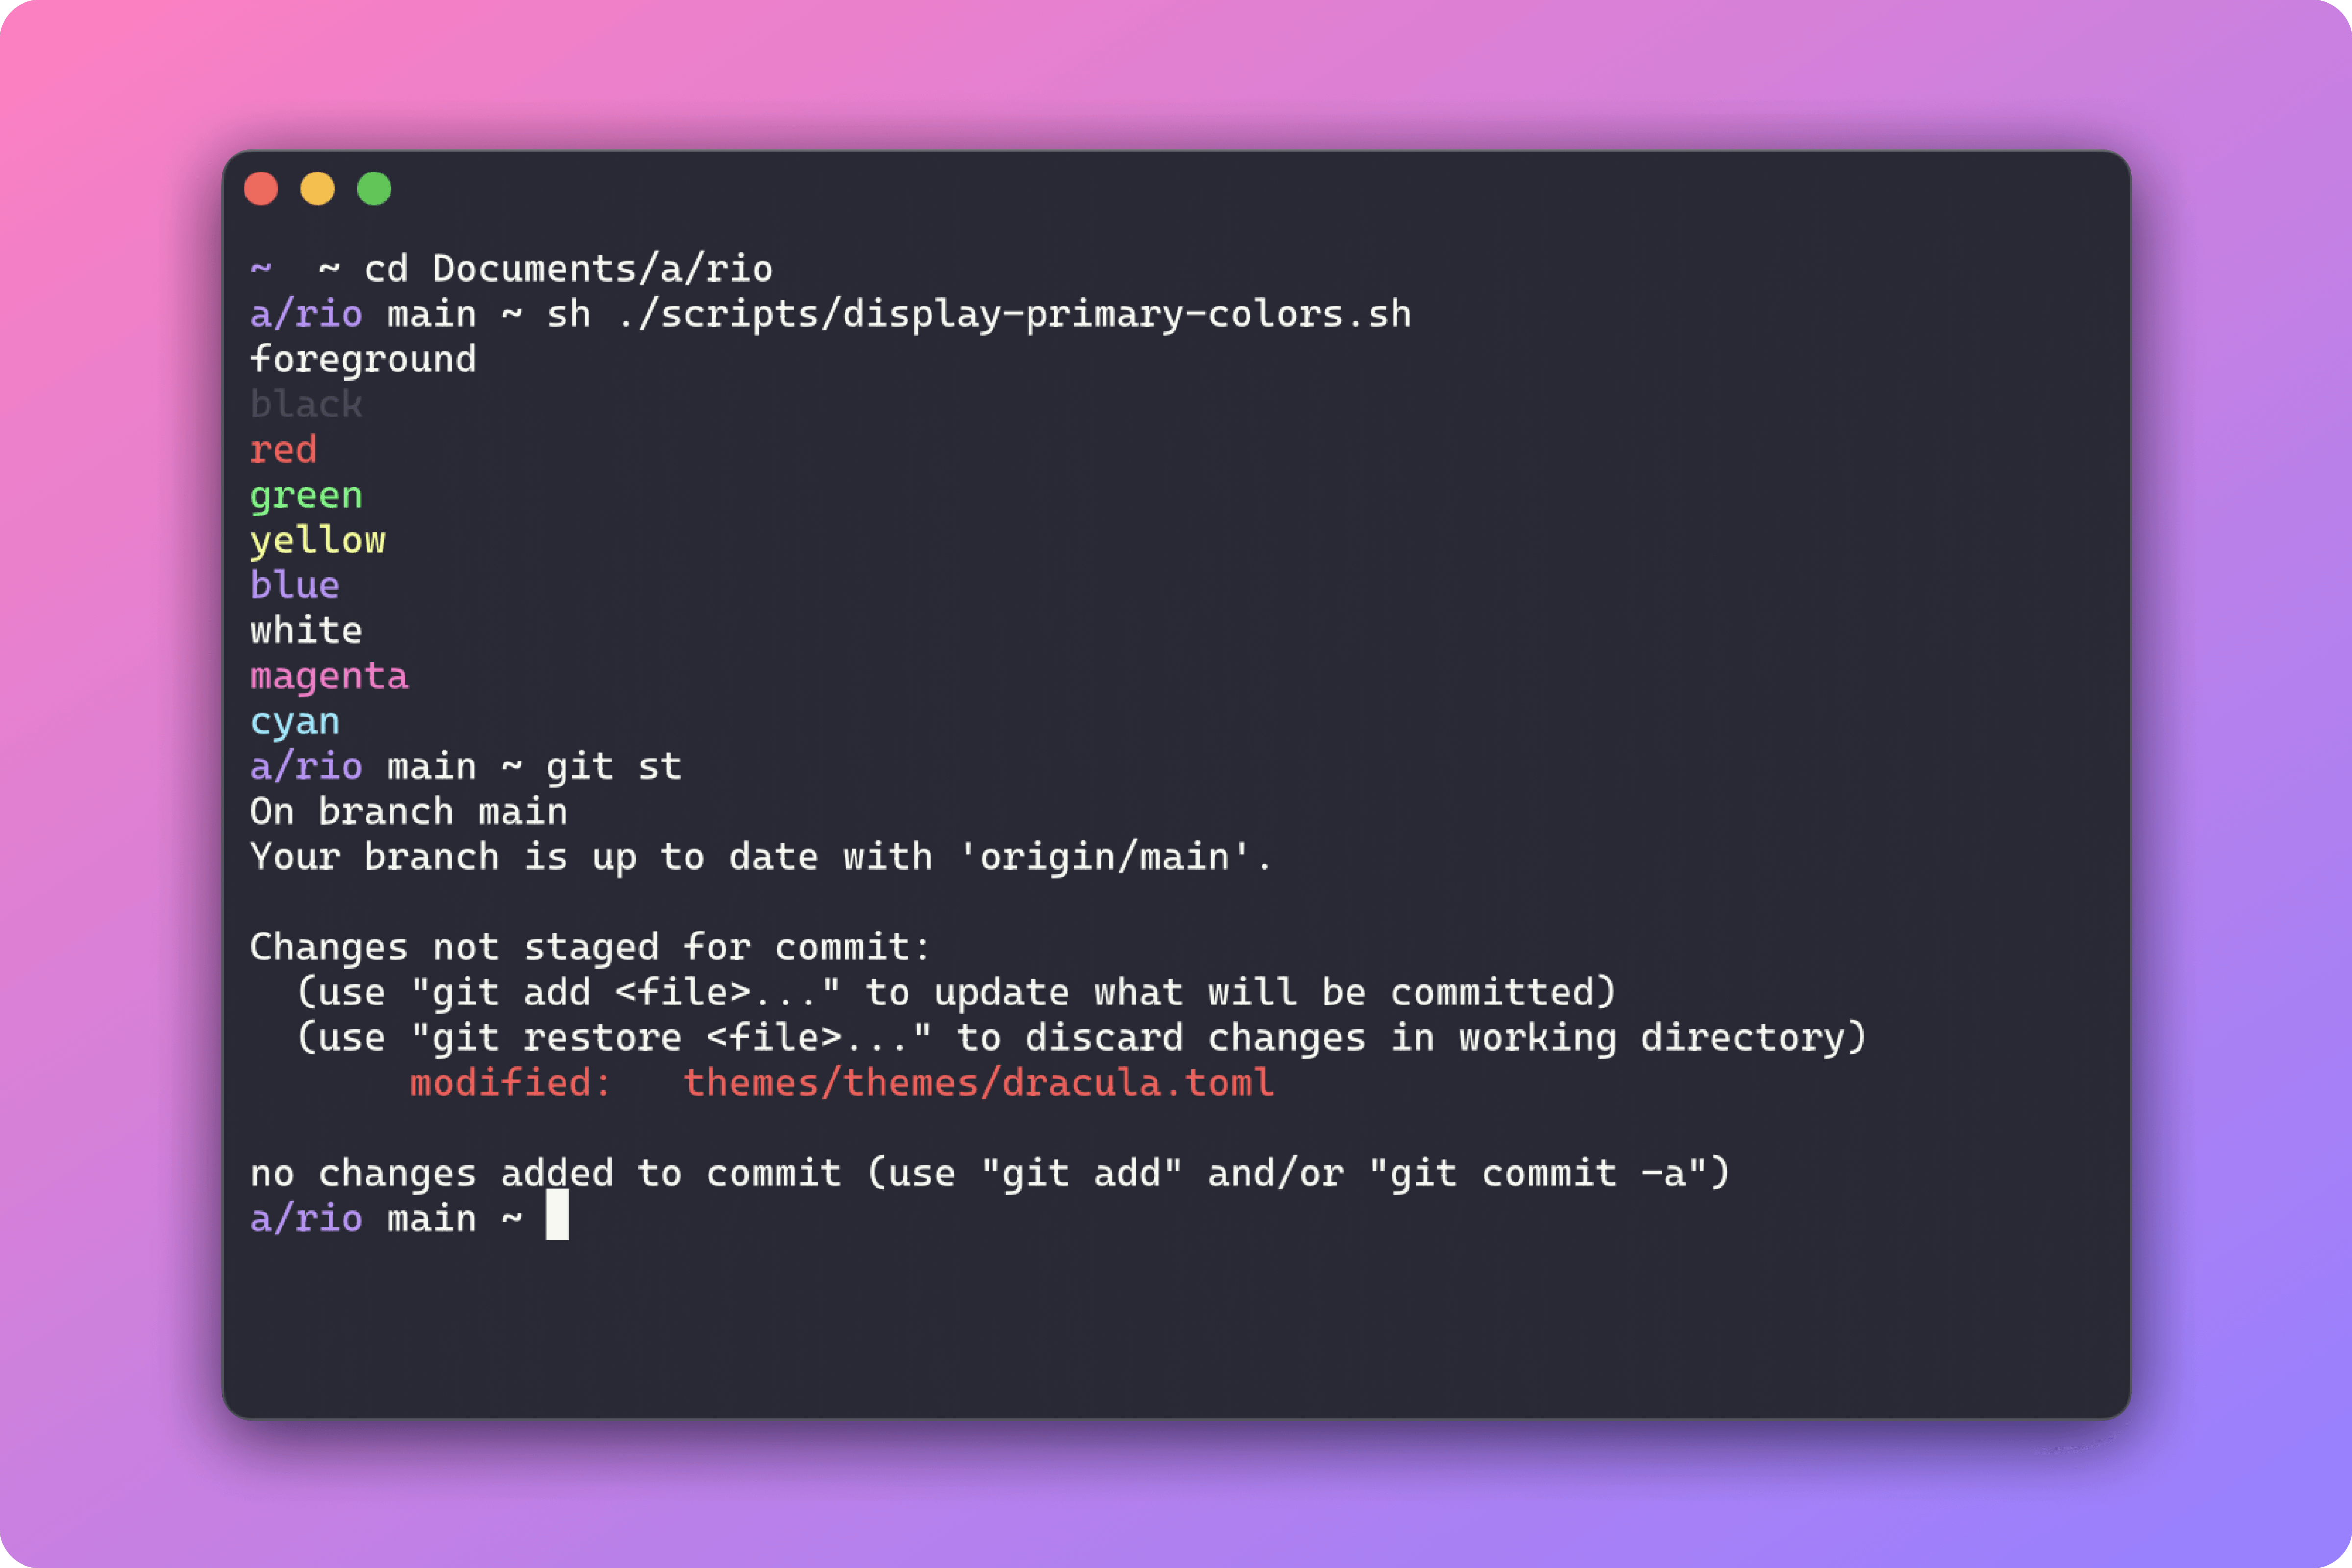 ~  ~ cd Documents/a/rio
a/rio main ~ sh ./scripts/display-primary-colors.sh
foreground
black
red
green
yellow
blue
white
magenta
cyan
a/rio main ~ git st
On branch main
Your branch is up to date with 'origin/main'.

Changes not staged for commit:
  (use "git add <file>..." to update what will be committed)
  (use "git restore <file>..." to discard changes in working directory)
       modified:   themes/themes/dracula.toml

no changes added to commit (use "git add" and/or "git commit -a")
a/rio main ~